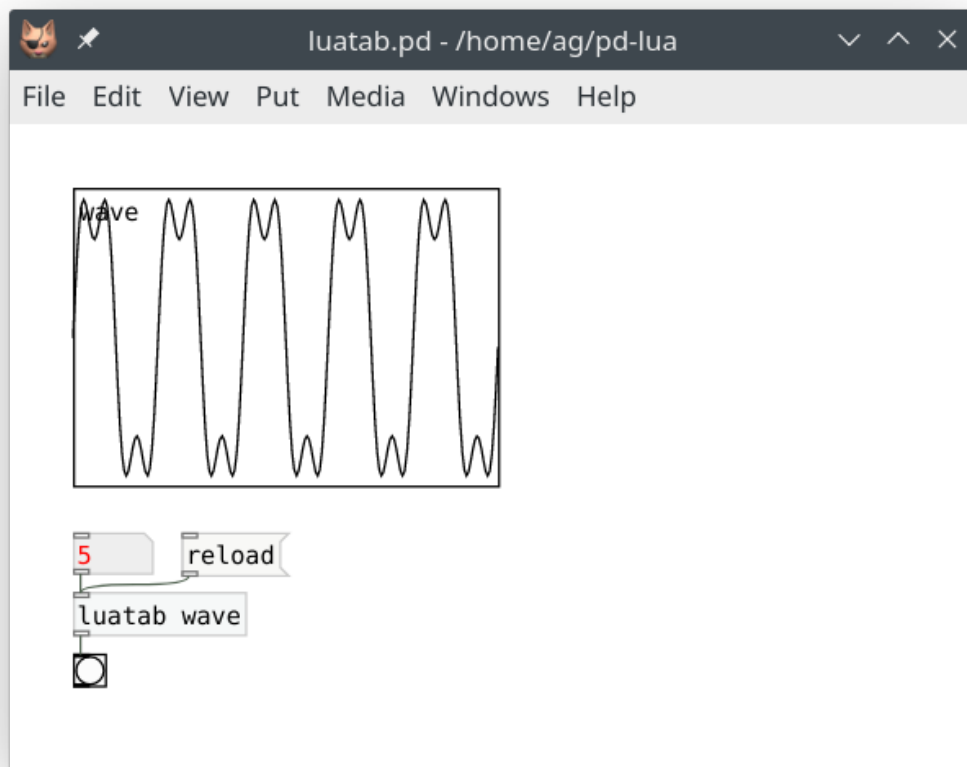 luatab.pd - /home/ag/pd-lua
File Edit View Put Media Windows Help
wave
5 reload
luatab wave